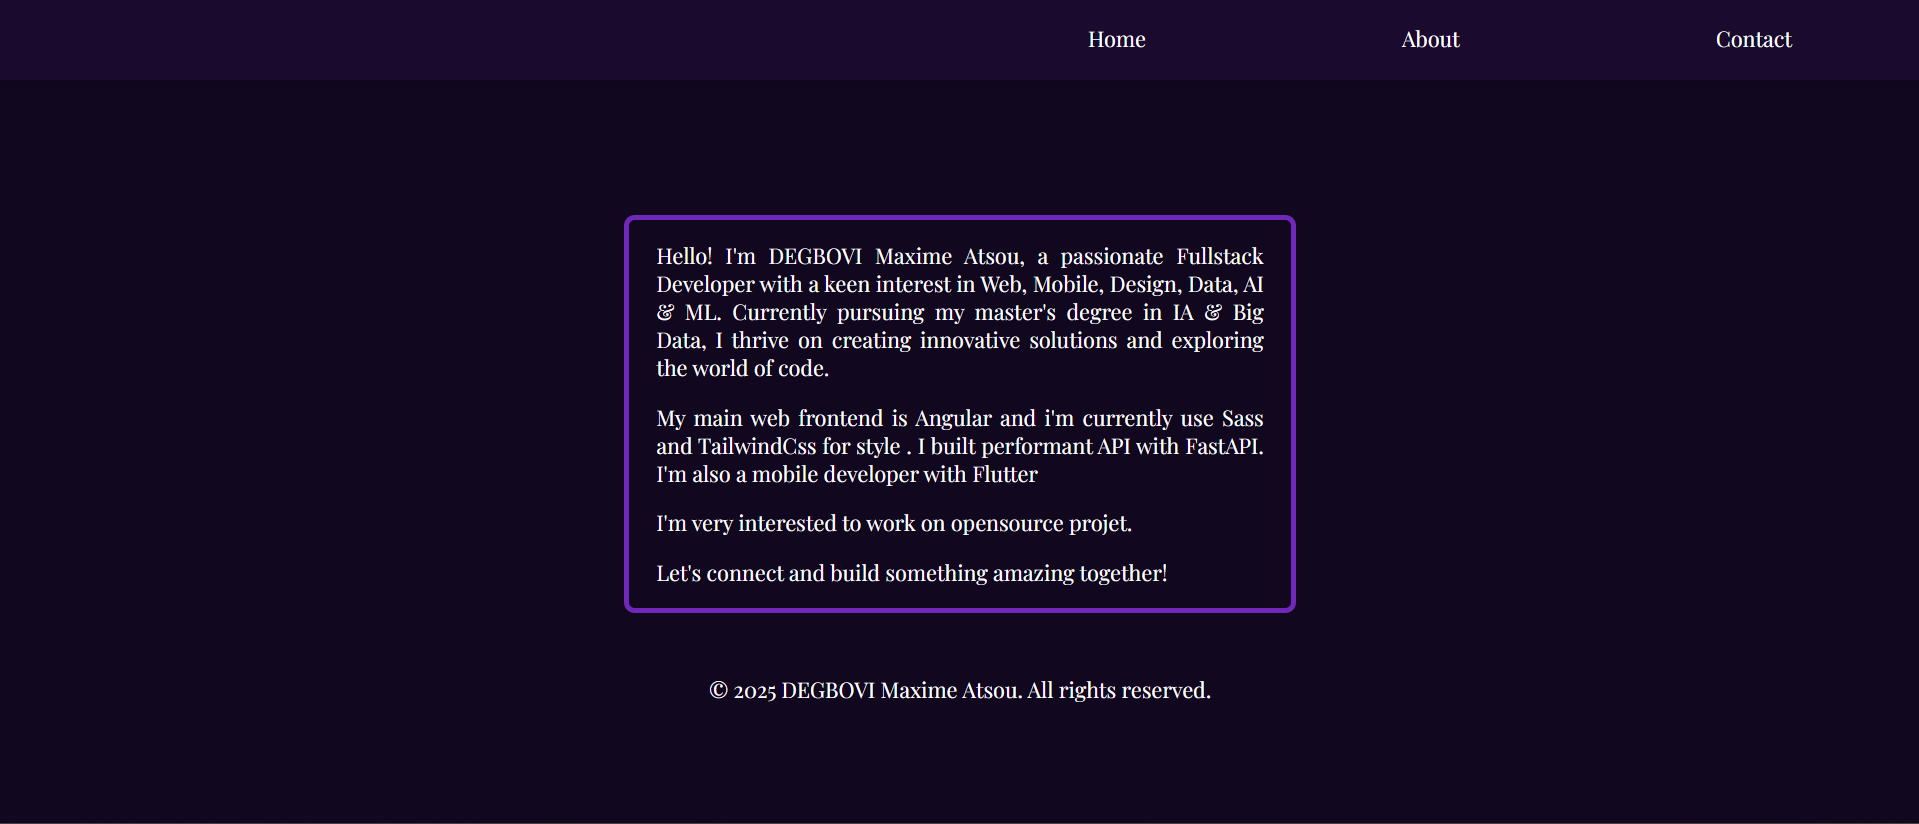 Home
About
Contact
Hello! I'm DEGBOVI Maxime Atsou, a passionate Fullstack
Developer with a keen interest in Web, Mobile, Design, Data, AI
& ML. Currently pursuing my master's degree in IA & Big
Data, I thrive on creating innovative solutions and exploring
the world of code.
My main web frontend is Angular and i'm currently use Sass
and TailwindCss for style . I built performant API with FastAPI.
I'm also a mobile developer with Flutter
I'm very interested to work on opensource projet.
Let's connect and build something amazing together!
© 2025 DEGBOVI Maxime Atsou. All rights reserved.